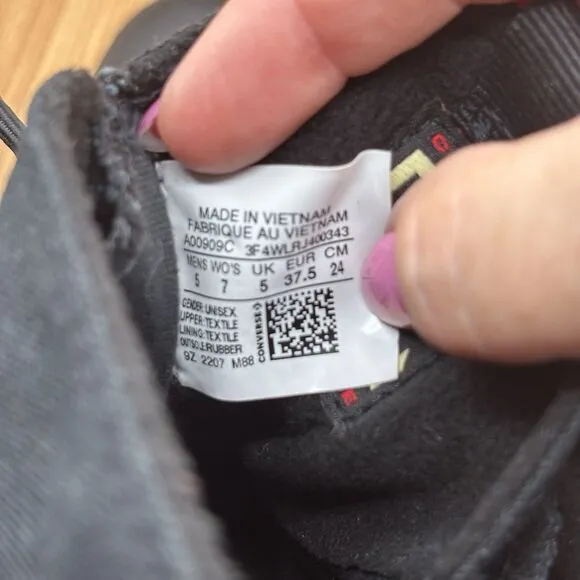 MADE IN VIETNAM
FABRIQUE AU VIETNAM
A00909C 3F4WLRJ400343
MENS WO'S UK EUR CM
5 7 5 37.5 24
GENDER:UNISEX
UPPER:TEXTILE
LINING:TEXTILE
OUTSOLE:RUBBER
9Z 2207 M88
CONVERSE